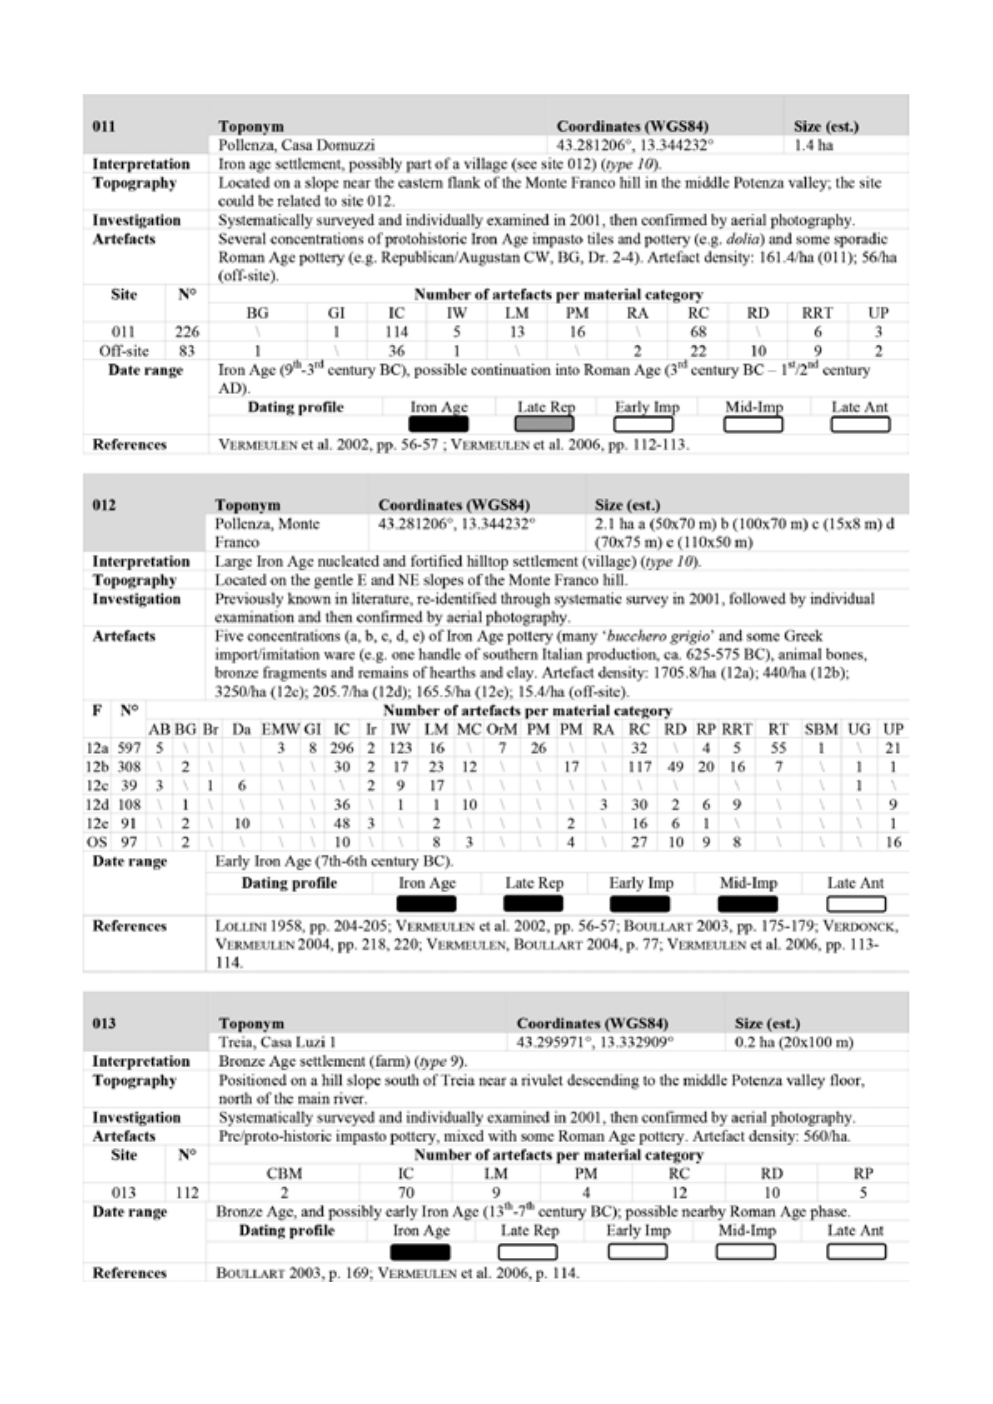 011 Toponym Coordinates (WGS84) Size (est.)
Pollenza, Casa Domuzzi 43.281206°, 13.344232° 1.4 ha
Interpretation Iron age settlement, possibly part of a village (see site 012) (type 10).
Topography Located on a slope near the eastern flank of the Monte Franco hill in the middle Potenza valley; the site
could be related to site 012.
Investigation Systematically surveyed and individually examined in 2001, then confirmed by aerial photography.
Artefacts Several concentrations of protohistoric Iron Age impasto tiles and pottery (e.g. dolia) and some sporadic
Roman Age pottery (e.g. Republican/Augustan CW, BG, Dr. 2-4). Artefact density: 161.4/ha (011); 56/ha
(off-site).
Site N° Number of artefacts per material category
BG GI IC IW LM PM RA RC RD RRT UP
011 226 \ 1 114 5 13 16 \ 68 \ 6 3
Off-site 83 1 \ 36 1 \ \ 2 22 10 9 2
Date range Iron Age (9th-3rd century BC), possible continuation into Roman Age (3rd century BC – 1st/2nd century
AD).
Dating profile Iron Age Late Rep Early Imp Mid-Imp Late Ant
References VERMEULEN et al. 2002, pp. 56-57 ; VERMEULEN et al. 2006, pp. 112-113.
012 Toponym Coordinates (WGS84) Size (est.)
Pollenza, Monte 43.281206°, 13.344232° 2.1 ha a (50x70 m) b (100x70 m) c (15x8 m) d
Franco (70x75 m) e (110x50 m)
Interpretation Large Iron Age nucleated and fortified hilltop settlement (village) (type 10).
Topography Located on the gentle E and NE slopes of the Monte Franco hill.
Investigation Previously known in literature, re-identified through systematic survey in 2001, followed by individual
examination and then confirmed by aerial photography.
Artefacts Five concentrations (a, b, c, d, e) of Iron Age pottery (many ‘bucchero grigio’ and some Greek
import/imitation ware (e.g. one handle of southern Italian production, ca. 625-575 BC), animal bones,
bronze fragments and remains of hearths and clay. Artefact density: 1705.8/ha (12a); 440/ha (12b);
3250/ha (12c); 205.7/ha (12d); 165.5/ha (12e); 15.4/ha (off-site).
F N° Number of artefacts per material category
AB BG Br Da EMW GI IC Ir IW LM MC OrM PM PM RA RC RD RP RRT RT SBM UG UP
12a 597 5 \ \ \ 3 8 296 2 123 16 \ 7 26 \ \ 32 \ 4 5 55 1 \ 21
12b 308 \ 2 \ \ \ \ 30 2 17 23 12 \ \ 17 \ 117 49 20 16 7 \ 1 1
12c 39 3 \ 1 6 \ \ \ 2 9 17 \ \ \ \ \ \ \ \ \ \ \ 1 \
12d 108 \ 1 \ \ \ \ 36 \ 1 1 10 \ \ \ 3 30 2 6 9 \ \ \ 9
12e 91 \ 2 \ 10 \ \ 48 3 \ 2 \ \ \ 2 \ 16 6 1 \ \ \ \ 1
OS 97 \ 2 \ \ \ \ 10 \ \ 8 3 \ \ 4 \ 27 10 9 8 \ \ \ 16
Date range Early Iron Age (7th-6th century BC).
Dating profile Iron Age Late Rep Early Imp Mid-Imp Late Ant
References LOLLINI 1958, pp. 204-205; VERMEULEN et al. 2002, pp. 56-57; BOULLART 2003, pp. 175-179; VERDONCK,
VERMEULEN 2004, pp. 218, 220; VERMEULEN, BOULLART 2004, p. 77; VERMEULEN et al. 2006, pp. 113-
114.
013 Toponym Coordinates (WGS84) Size (est.)
Treia, Casa Luzi 1 43.295971°, 13.332909° 0.2 ha (20x100 m)
Interpretation Bronze Age settlement (farm) (type 9).
Topography Positioned on a hill slope south of Treia near a rivulet descending to the middle Potenza valley floor,
north of the main river.
Investigation Systematically surveyed and individually examined in 2001, then confirmed by aerial photography.
Artefacts Pre/proto-historic impasto pottery, mixed with some Roman Age pottery. Artefact density: 560/ha.
Site N° Number of artefacts per material category
CBM IC LM PM RC RD RP
013 112 2 70 9 4 12 10 5
Date range Bronze Age, and possibly early Iron Age (13th-7th century BC); possible nearby Roman Age phase.
Dating profile Iron Age Late Rep Early Imp Mid-Imp Late Ant
References BOULLART 2003, p. 169; VERMEULEN et al. 2006, p. 114.